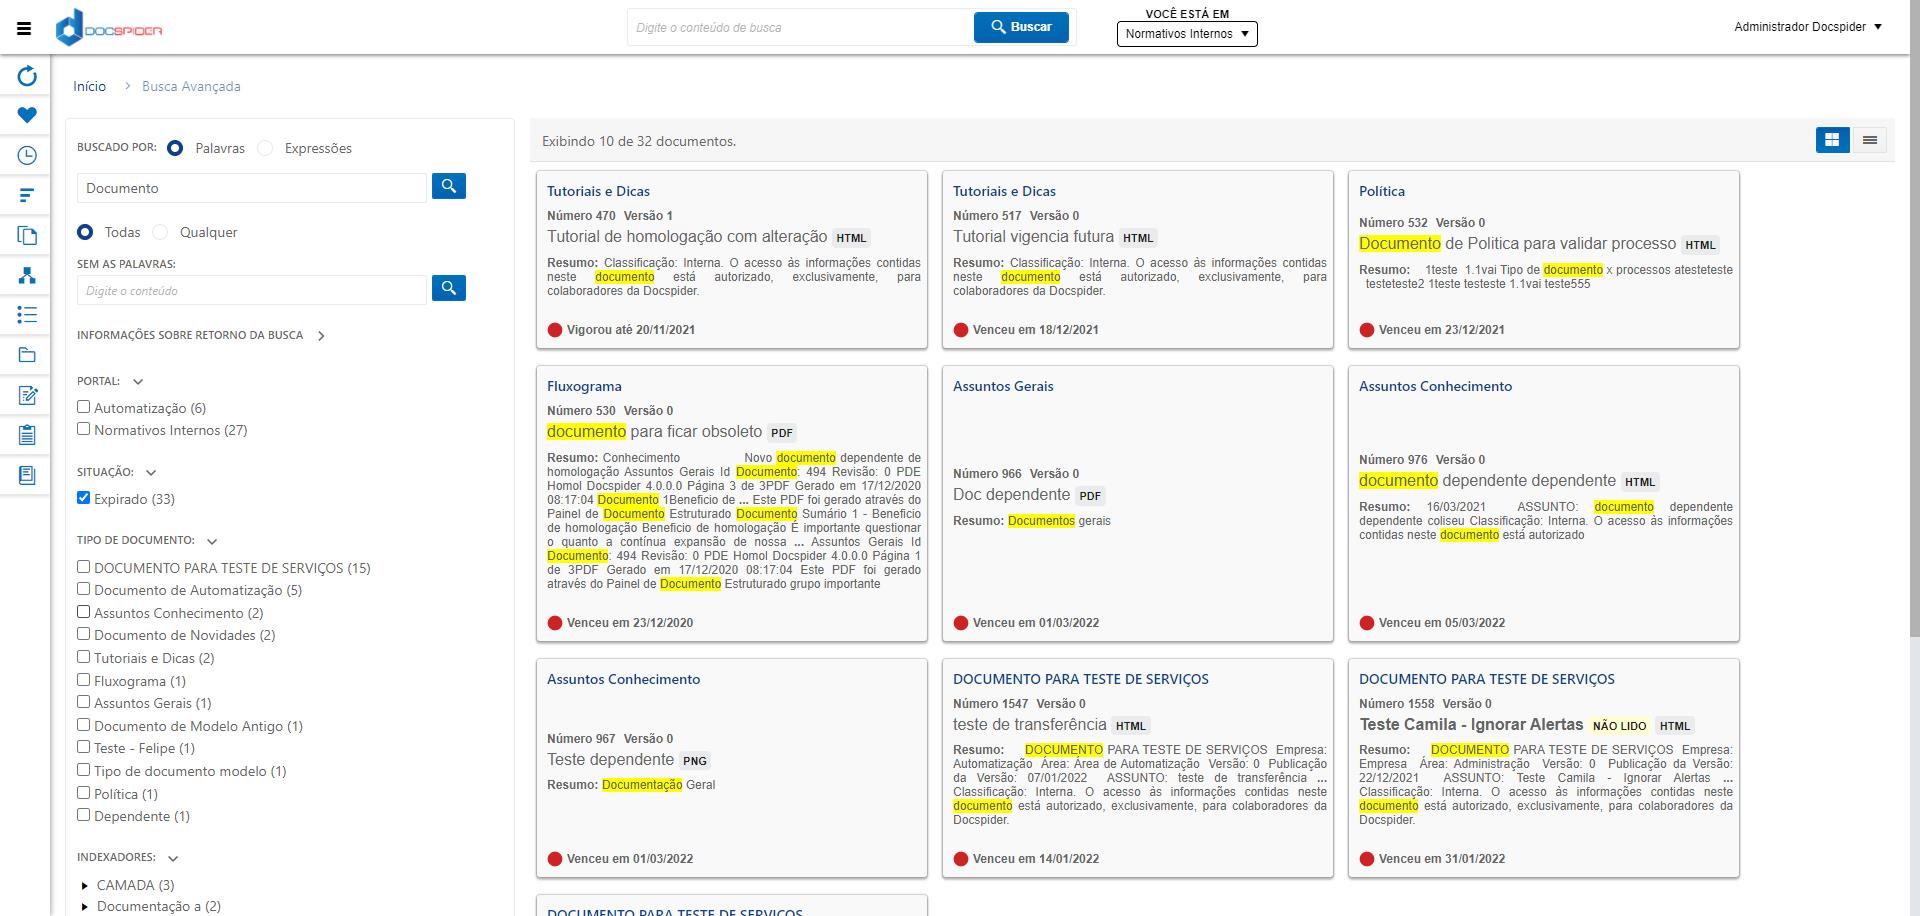 DOCSPIDER
Digite o conteúdo de busca
Buscar
VOCÊ ESTÁ EM
Normativos Internos ▼
Administrador Docspider ▼
Início > Busca Avançada
BUSCADO POR: Palavras Expressões
Documento
Todas Qualquer
SEM AS PALAVRAS:
Digite o conteúdo
INFORMAÇÕES SOBRE RETORNO DA BUSCA
PORTAL:
Automatização (6)
Normativos Internos (27)
SITUAÇÃO:
Expirado (33)
TIPO DE DOCUMENTO:
DOCUMENTO PARA TESTE DE SERVIÇOS (15)
Documento de Automatização (5)
Assuntos Conhecimento (2)
Documento de Novidades (2)
Tutoriais e Dicas (2)
Fluxograma (1)
Assuntos Gerais (1)
Documento de Modelo Antigo (1)
Teste - Felipe (1)
Tipo de documento modelo (1)
Política (1)
Dependente (1)
INDEXADORES:
CAMADA (3)
Documentação a (2)
Exibindo 10 de 32 documentos.
Tutoriais e Dicas
Número 470 Versão 1
Tutorial de homologação com alteração HTML
Resumo: Classificação: Interna. O acesso às informações contidas
neste documento está autorizado, exclusivamente, para
colaboradores da Docspider.
Vigorou até 20/11/2021
Tutoriais e Dicas
Número 517 Versão 0
Tutorial vigencia futura HTML
Resumo: Classificação: Interna. O acesso às informações contidas
neste documento está autorizado, exclusivamente, para
colaboradores da Docspider.
Venceu em 18/12/2021
Política
Número 532 Versão 0
Documento de Politica para validar processo HTML
Resumo: 1teste 1.1vai Tipo de documento x processos atesteteste
testeteste2 1teste testeste 1.1vai teste555
Venceu em 23/12/2021
Fluxograma
Número 530 Versão 0
documento para ficar obsoleto PDF
Resumo: Conhecimento Novo documento dependente de
homologação Assuntos Gerais Id Documento: 494 Revisão: 0 PDE
Homol Docspider 4.0.0.0 Página 3 de 3PDF Gerado em 17/12/2020
08:17:04 Documento 1Beneficio de ... Este PDF foi gerado através do
Painel de Documento Estruturado Documento Sumário 1 - Beneficio
de homologação Beneficio de homologação É importante questionar
o quanto a contínua expansão de nossa ... Assuntos Gerais Id
Documento: 494 Revisão: 0 PDE Homol Docspider 4.0.0.0 Página 1
de 3PDF Gerado em 17/12/2020 08:17:04 Este PDF foi gerado
através do Painel de Documento Estruturado grupo importante
Venceu em 23/12/2020
Assuntos Gerais
Número 966 Versão 0
Doc dependente PDF
Resumo: Documentos gerais
Venceu em 01/03/2022
Assuntos Conhecimento
Número 976 Versão 0
documento dependente dependente HTML
Resumo: 16/03/2021 ASSUNTO: documento dependente
dependente coliseu Classificação: Interna. O acesso às informações
contidas neste documento está autorizado
Venceu em 05/03/2022
Assuntos Conhecimento
Número 967 Versão 0
Teste dependente PNG
Resumo: Documentação Geral
Venceu em 01/03/2022
DOCUMENTO PARA TESTE DE SERVIÇOS
Número 1547 Versão 0
teste de transferência HTML
Resumo: DOCUMENTO PARA TESTE DE SERVIÇOS Empresa:
Automatização Área: Área de Automatização Versão: 0 Publicação
da Versão: 07/01/2022 ASSUNTO: teste de transferência ...
Classificação: Interna. O acesso às informações contidas neste
documento está autorizado, exclusivamente, para colaboradores da
Docspider.
Venceu em 14/01/2022
DOCUMENTO PARA TESTE DE SERVIÇOS
Número 1558 Versão 0
Teste Camila - Ignorar Alertas NÃO LIDO HTML
Resumo: DOCUMENTO PARA TESTE DE SERVIÇOS Empresa:
Empresa Área: Administração Versão: 0 Publicação da Versão:
22/12/2021 ASSUNTO: Teste Camila - Ignorar Alertas ...
Classificação: Interna. O acesso às informações contidas neste
documento está autorizado, exclusivamente, para colaboradores da
Docspider.
Venceu em 31/01/2022
DOCUMENTO PARA TESTE DE SERVIÇOS